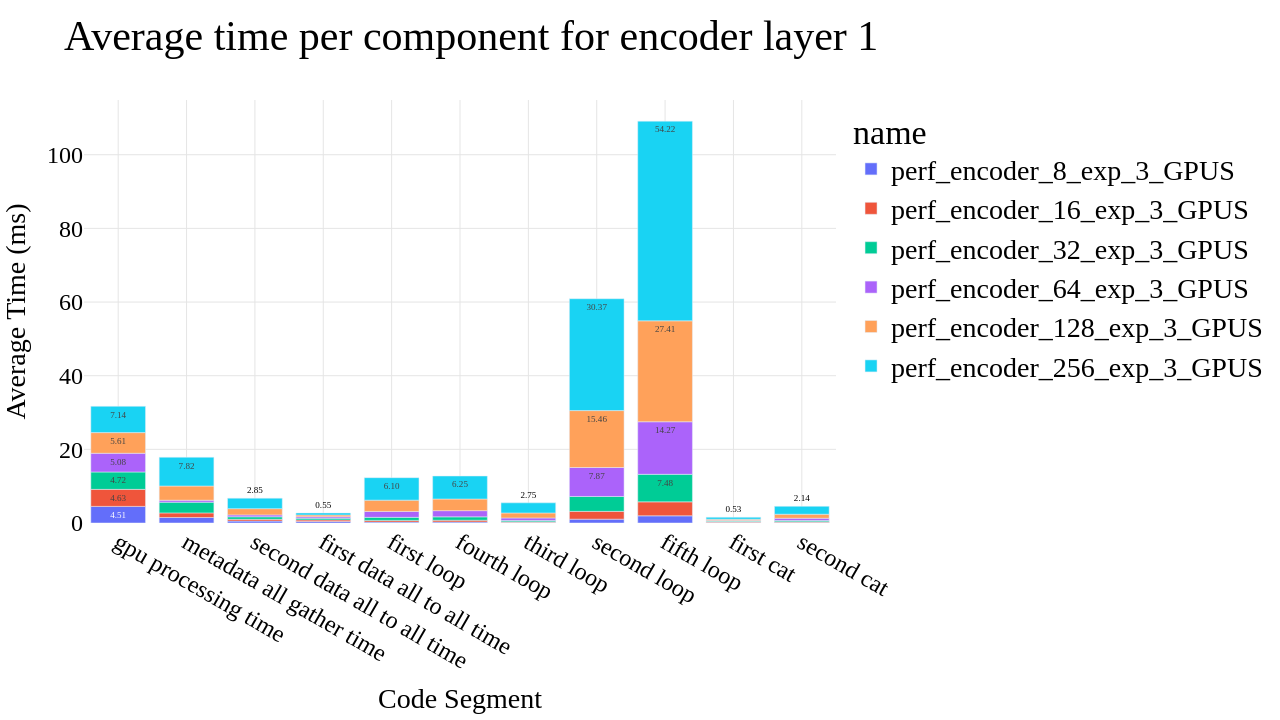 Average time per component for encoder layer 1
Average Time (ms)
100
80
60
40
20
0
7.14
5.61
5.08
4.72
4.63
4.51
7.82
2.85
0.55
6.10
6.25
2.75
30.37
15.46
7.87
54.22
27.41
14.27
7.48
0.53
2.14
gpu processing time
metadata all gather time
second data all to all time
first data all to all time
first loop
fourth loop
third loop
second loop
fifth loop
first cat
second cat
Code Segment
name
perf_encoder_8_exp_3_GPUS
perf_encoder_16_exp_3_GPUS
perf_encoder_32_exp_3_GPUS
perf_encoder_64_exp_3_GPUS
perf_encoder_128_exp_3_GPUS
perf_encoder_256_exp_3_GPUS